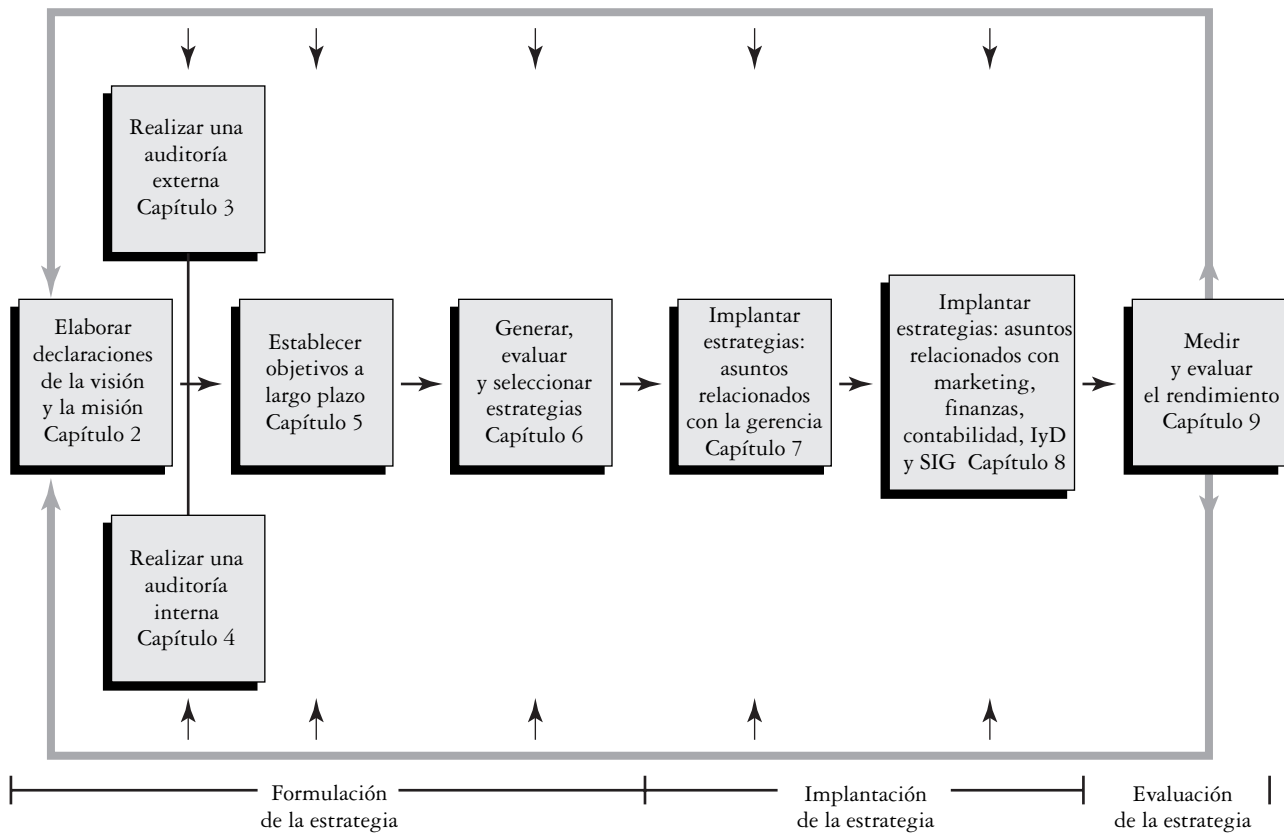 Realizar una
auditoría
externa
Capítulo 3
Elaborar
declaraciones
de la visión
y la misión
Capítulo 2
Realizar una
auditoría
interna
Capítulo 4
Establecer
objetivos a
largo plazo
Capítulo 5
Generar,
evaluar
y seleccionar
estrategias
Capítulo 6
Implantar
estrategias:
asuntos
relacionados
con la gerencia
Capítulo 7
Implantar
estrategias: asuntos
relacionados con
marketing,
finanzas,
contabilidad, IyD
y SIG Capítulo 8
Medir
y evaluar
el rendimiento
Capítulo 9
Formulación
de la estrategia
Implantación
de la estrategia
Evaluación
de la estrategia